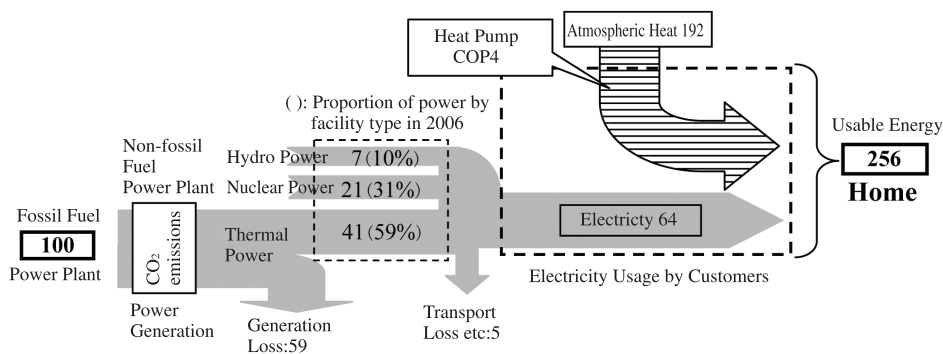 Heat Pump
COP4
Atmospheric Heat 192
( ): Proportion of power by
facility type in 2006
Non-fossil
Fuel
Power Plant
Hydro Power
7 (10%)
Nuclear Power
21 (31%)
Thermal
Power
41 (59%)
Fossil Fuel
100
Power Plant
CO2
emissions
Power
Generation
Generation
Loss:59
Transport
Loss etc:5
Electricty 64
Electricity Usage by Customers
Usable Energy
256
Home